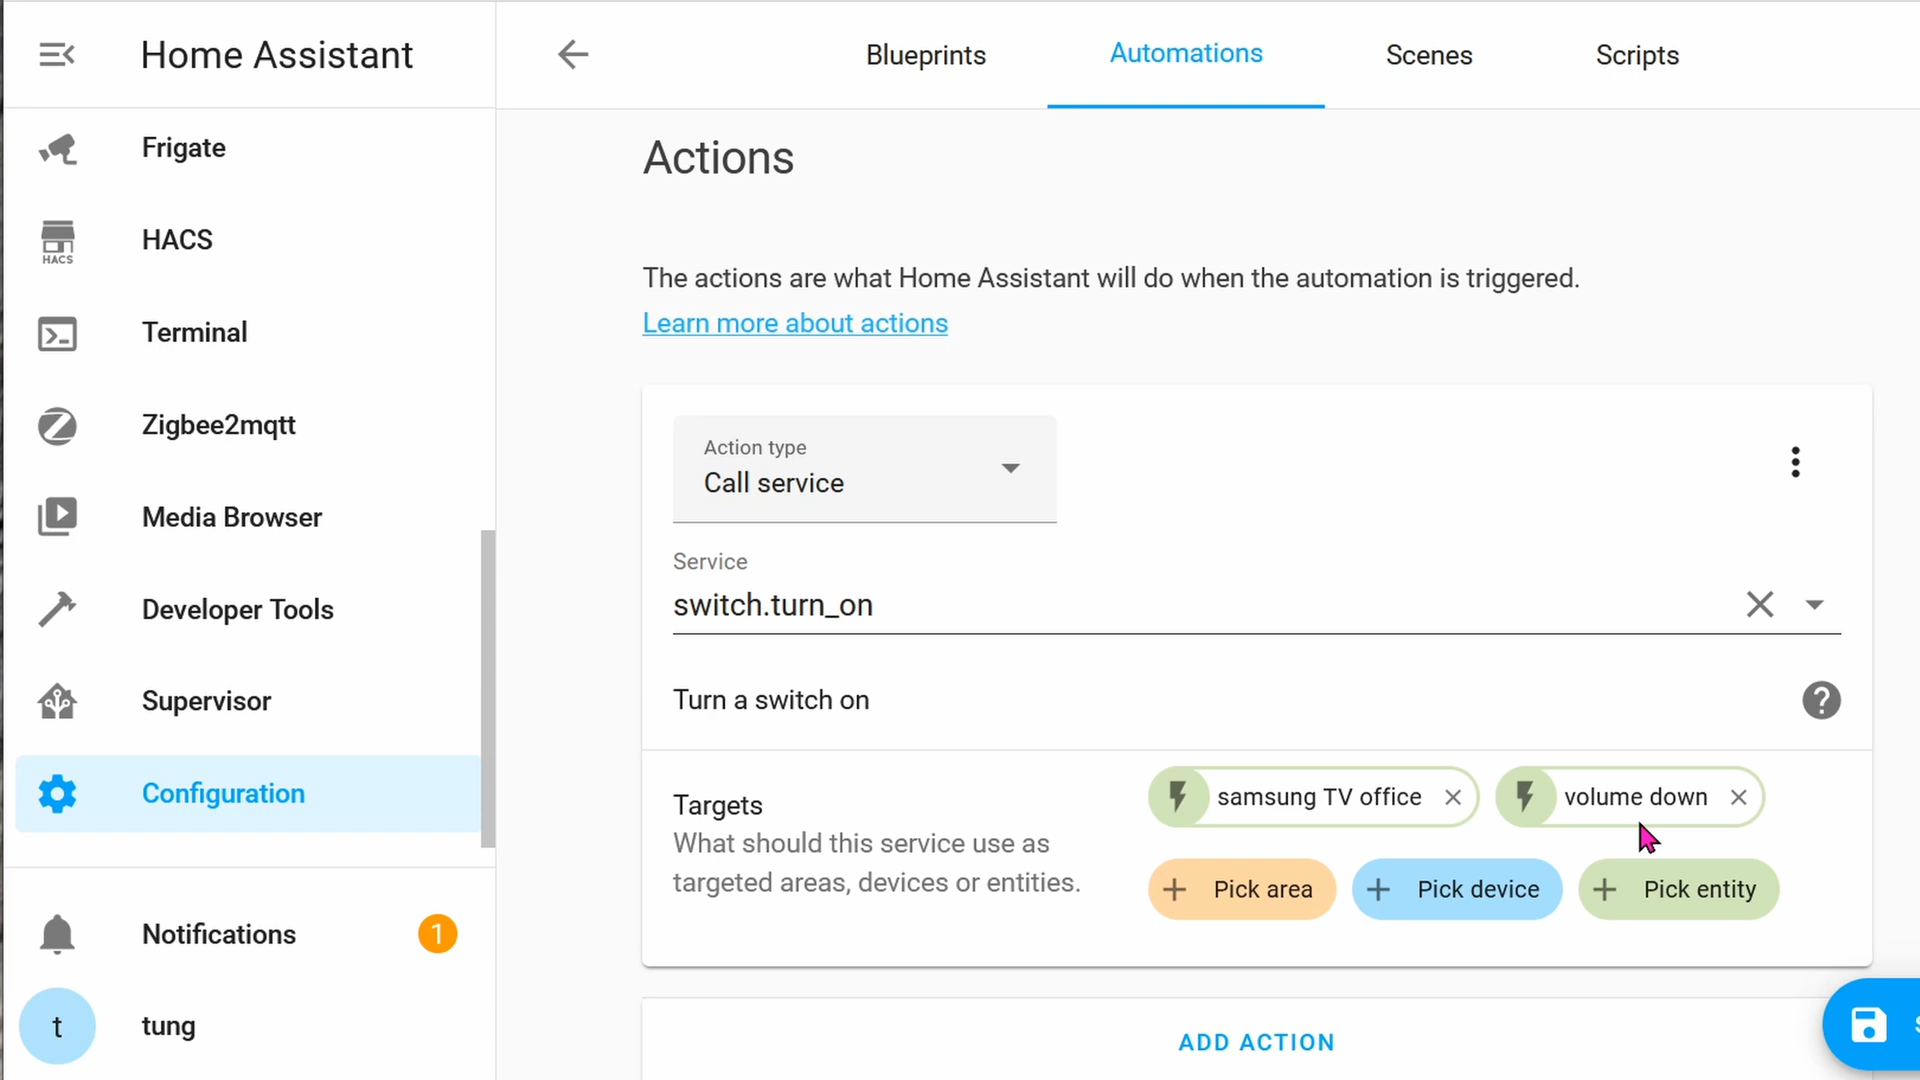 Home Assistant
Frigate
HACS
HACS
Terminal
Zigbee2mqtt
Media Browser
Developer Tools
Supervisor
Configuration
Notifications
1
t
tung
Blueprints
Automations
Scenes
Scripts
Actions
The actions are what Home Assistant will do when the automation is triggered.
Learn more about actions
Action type
Call service
Service
switch.turn_on
Turn a switch on
Targets
What should this service use as
targeted areas, devices or entities.
samsung TV office
volume down
Pick area
Pick device
Pick entity
ADD ACTION